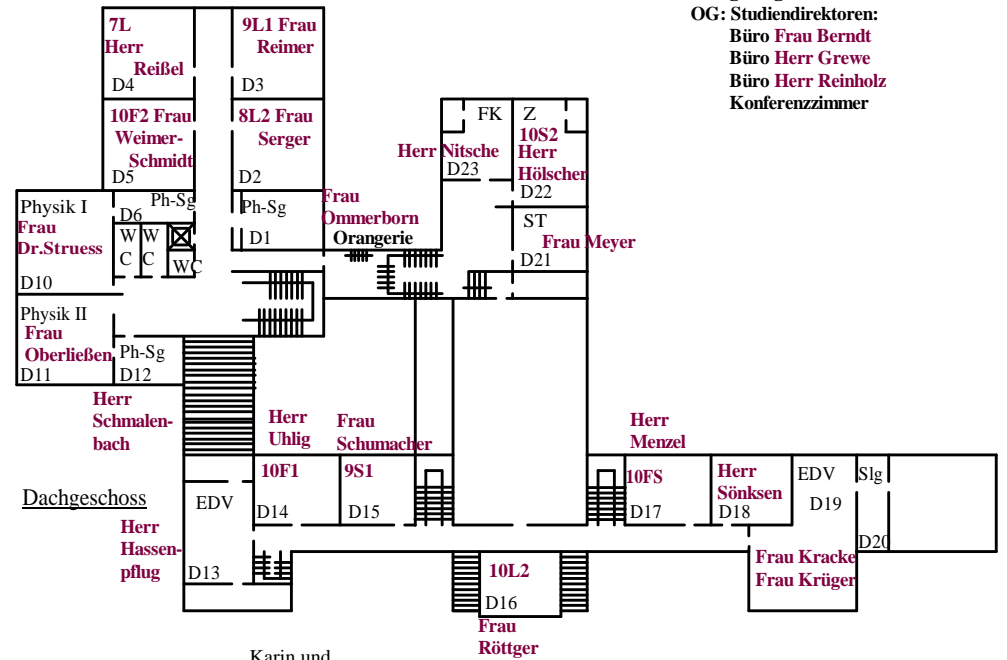 OG: Studiendirektoren:
Büro Frau Berndt
Büro Herr Grewe
Büro Herr Reinholz
Konferenzzimmer
7L
Herr
Reißel
D4
9L1 Frau
Reimer
D3
10F2 Frau
Weimer-
Schmidt
D5
8L2 Frau
Serger
D2
FK
Herr Nitsche
D23
Z
10S2
Herr
Hölscher
D22
Physik I
Frau
Dr.Struess
D10
Ph-Sg
D6
W
C
W
C
WC
Ph-Sg
D1
Frau
Ommerborn
Orangerie
ST
Frau Meyer
D21
Physik II
Frau
Oberließen
D11
Ph-Sg
D12
Herr
Schmalen-
bach
Herr
Uhlig
Frau
Schumacher
Herr
Menzel
Dachgeschoss
EDV
Herr
Hassen-
pflug
D13
10F1
D14
9S1
D15
10FS
D17
Herr
Sönksen
D18
EDV
D19
Slg
D20
Frau Kracke
Frau Krüger
10L2
D16
Frau
Röttger
Karin und